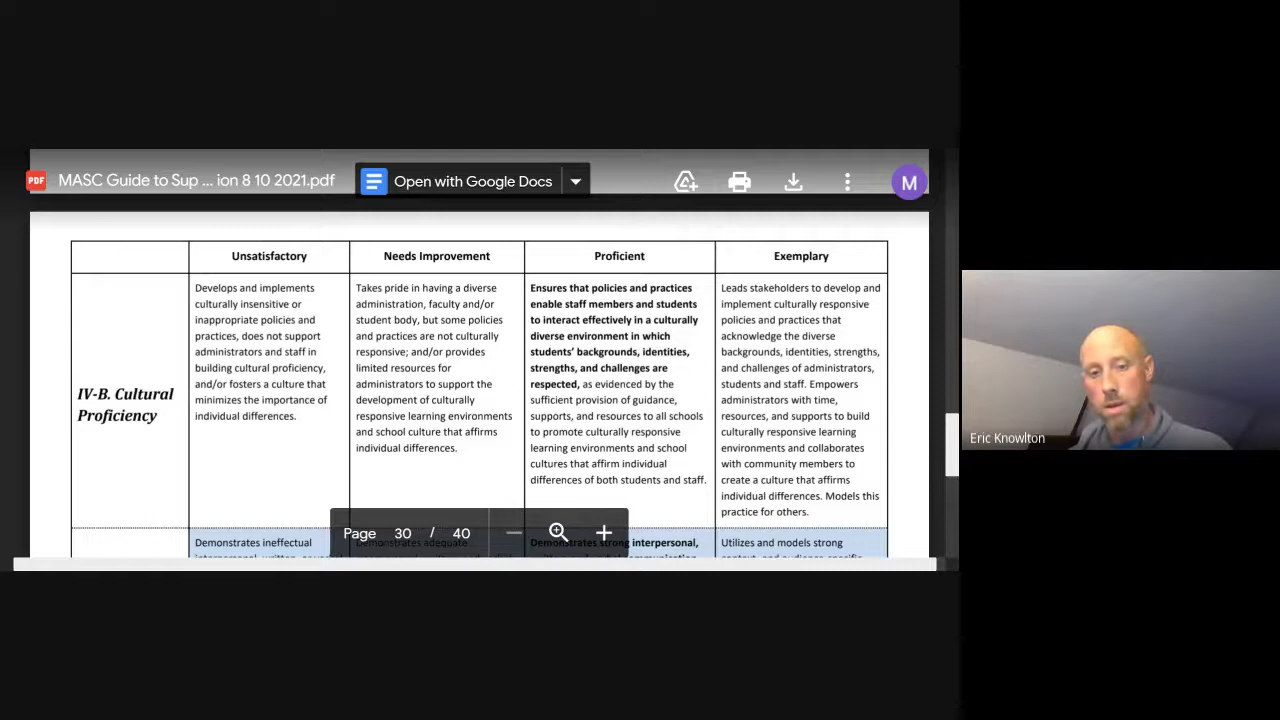 MASC Guide to Sup ... ion 8 10 2021.pdf
Open with Google Docs
M
PDF
Unsatisfactory
Needs Improvement
Proficient
Exemplary
IV-B. Cultural
Proficiency
Develops and implements
culturally insensitive or
inappropriate policies and
practices, does not support
administrators and staff in
building cultural proficiency,
and/or fosters a culture that
minimizes the importance of
individual differences.
Takes pride in having a diverse
administration, faculty and/or
student body, but some policies
and practices are not culturally
responsive; and/or provides
limited resources for
administrators to support the
development of culturally
responsive learning environments
and school culture that affirms
individual differences.
Ensures that policies and practices
enable staff members and students
to interact effectively in a culturally
diverse environment in which
students' backgrounds, identities,
strengths, and challenges are
respected, as evidenced by the
sufficient provision of guidance,
supports, and resources to all schools
to promote culturally responsive
learning environments and school
cultures that affirm individual
differences of both students and staff.
Leads stakeholders to develop and
implement culturally responsive
policies and practices that
acknowledge the diverse
backgrounds, identities, strengths,
and challenges of administrators,
students and staff. Empowers
administrators with time,
resources, and supports to build
culturally responsive learning
environments and collaborates
with community members to
create a culture that affirms
individual differences. Models this
practice for others.
Demonstrates ineffectual
Demonstrates adequate
Demonstrates strong interpersonal,
Utilizes and models strong
Page 30 / 40
Eric Knowlton